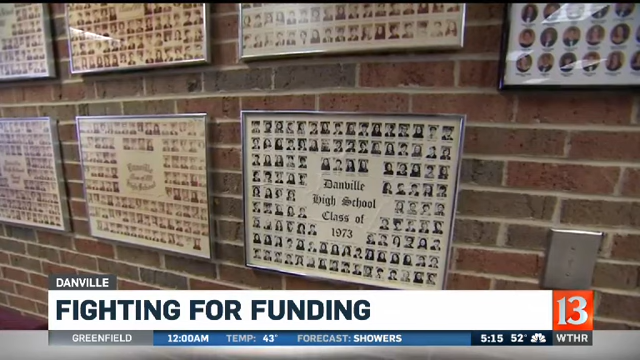 13
Danville
High School
Class of
1973
DANVILLE
FIGHTING FOR FUNDING
13
GREENFIELD 12:00AM TEMP: 43° FORECAST: SHOWERS 5:15 52° WTHR